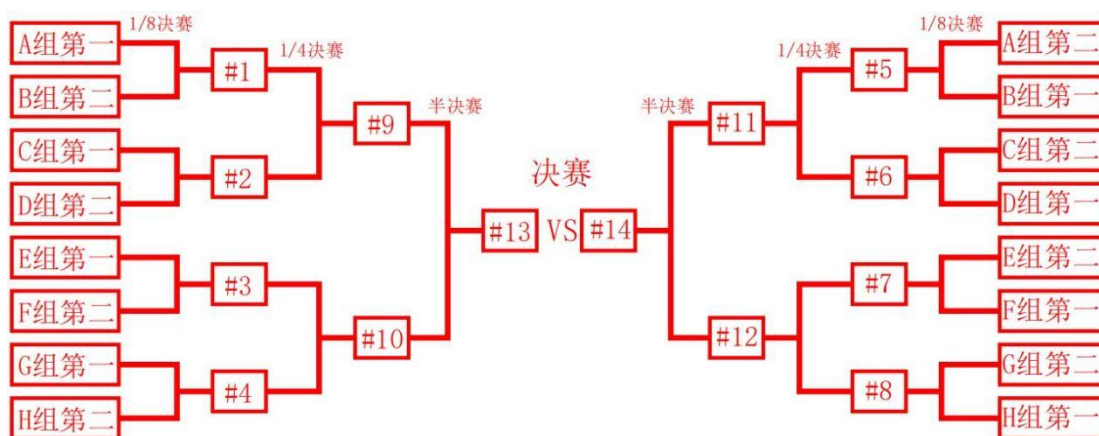 1/8决赛
1/8决赛
A组第一
1/4决赛
1/4决赛
A组第二
#1
#5
B组第二
B组第一
半决赛
半决赛
#9
#11
C组第一
C组第二
决赛
#2
#6
D组第二
D组第一
#13
VS
#14
E组第一
E组第二
#3
#7
F组第二
F组第一
#10
#12
G组第一
G组第二
#4
#8
H组第二
H组第一